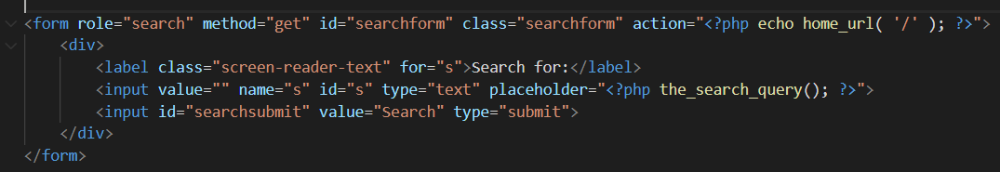 <form role="search" method="get" id="searchform" class="searchform" action="<?php echo home_url( '/' ); ?>">
<div>
<label class="screen-reader-text" for="s">Search for:</label>
<input value="" name="s" id="s" type="text" placeholder="<?php the_search_query(); ?>">
<input id="searchsubmit" value="Search" type="submit">
</div>
</form>